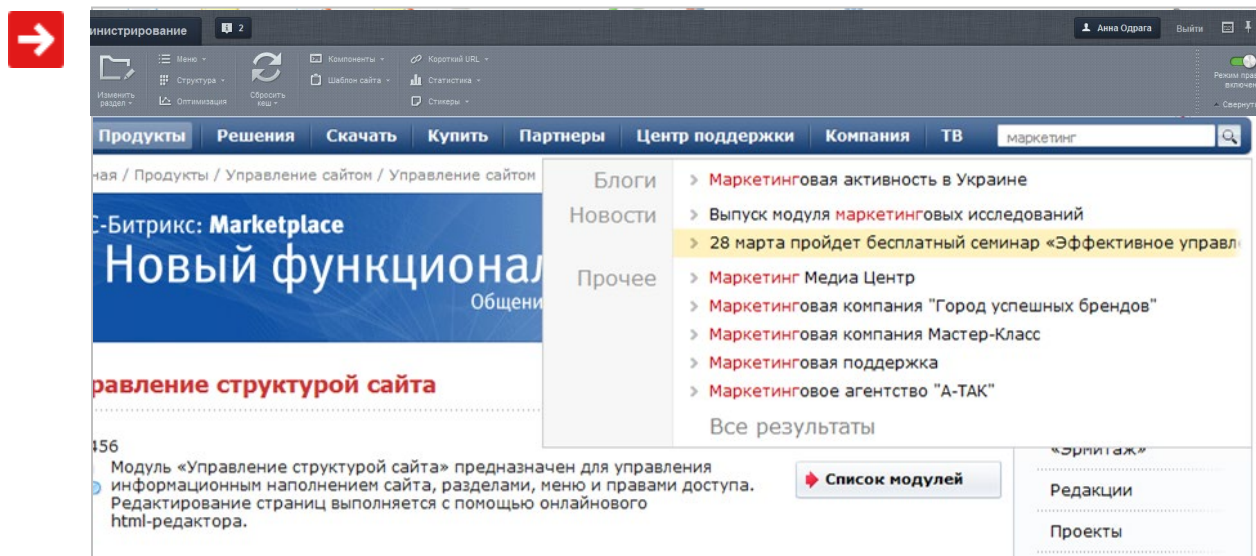 министрирование 2 Анна Одрага Выйти
Изменить раздел
Меню
Структура
Оптимизация
Сбросить кеш
Компоненты
Шаблон сайта
Короткий URL
Статистика
Стикеры
Режим прав
включен
Свернуть
Продукты Решения Скачать Купить Партнеры Центр поддержки Компания ТВ маркетинг
ная / Продукты / Управление сайтом / Управление сайтом
С-Битрикс: Marketplace
Новый функционал
Общени
Блоги
Маркетинговая активность в Украине
Новости
Выпуск модуля маркетинговых исследований
28 марта пройдет бесплатный семинар «Эффективное управл
Прочее
Маркетинг Медиа Центр
Маркетинговая компания "Город успешных брендов"
Маркетинговая компания Мастер-Класс
Маркетинговая поддержка
Маркетинговое агентство "А-ТАК"
Все результаты
равление структурой сайта
456
Модуль «Управление структурой сайта» предназначен для управления
информационным наполнением сайта, разделами, меню и правами доступа.
Редактирование страниц выполняется с помощью онлайнового
html-редактора.
Список модулей
«Эрмитаж»
Редакции
Проекты